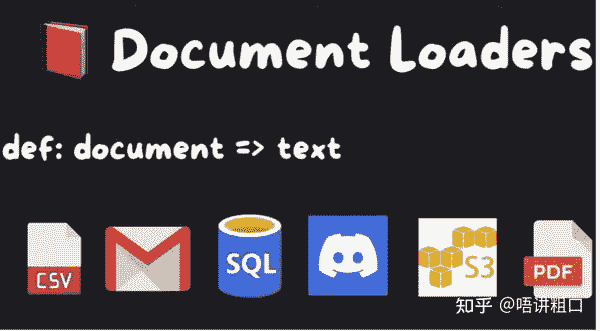 Document Loaders
def: document => text
CSV
SQL
S3
PDF
知乎 @唔讲粗口